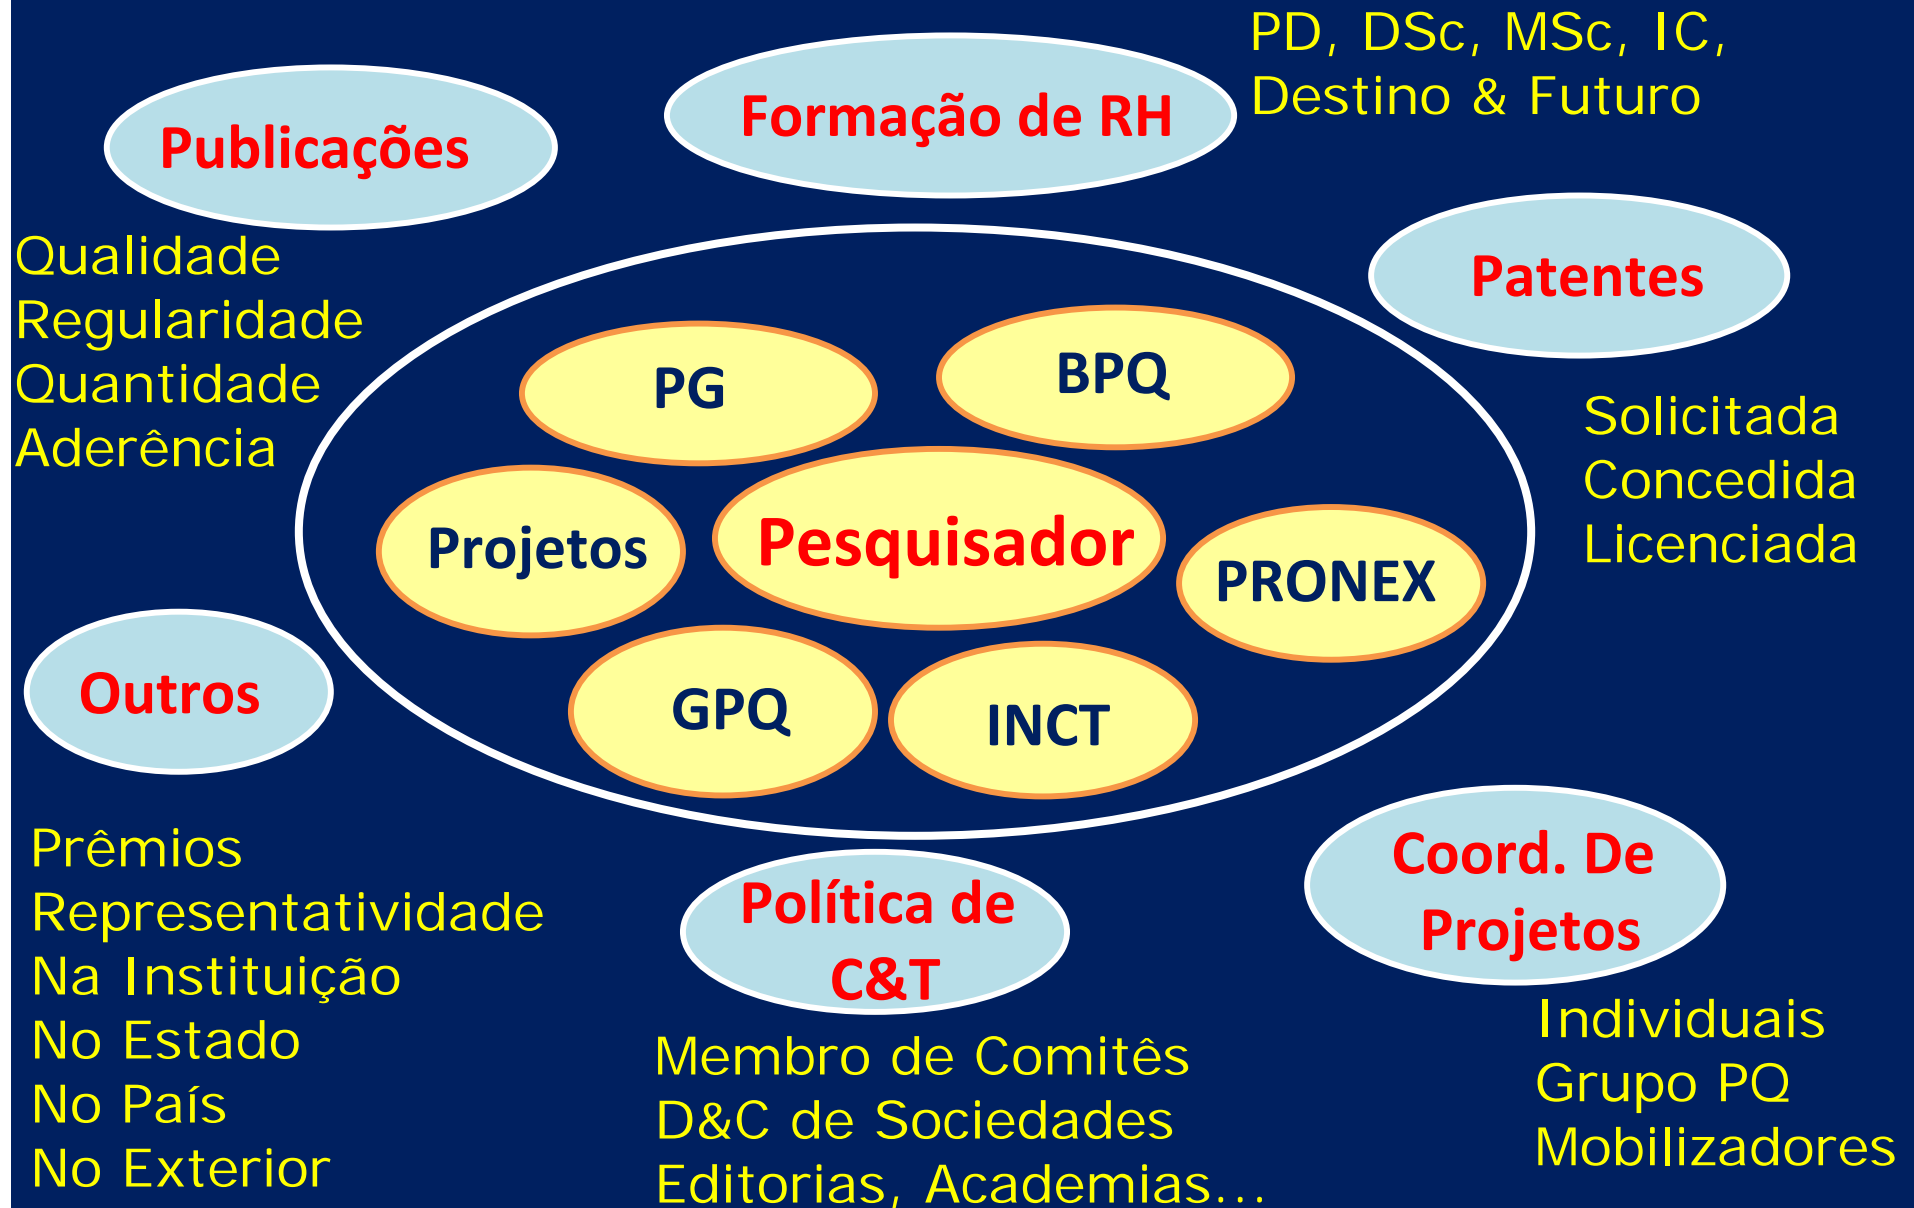 PD, DSc, MSc, IC,
Destino & Futuro
Formação de RH
Publicações
Qualidade
Regularidade
Quantidade
Aderência
Patentes
Solicitada
Concedida
Licenciada
PG
BPQ
Projetos
Pesquisador
PRONEX
GPQ
INCT
Outros
Prêmios
Representatividade
Na Instituição
No Estado
No País
No Exterior
Política de
C&T
Membro de Comitês
D&C de Sociedades
Editorias, Academias...
Coord. De
Projetos
Individuais
Grupo PQ
Mobilizadores